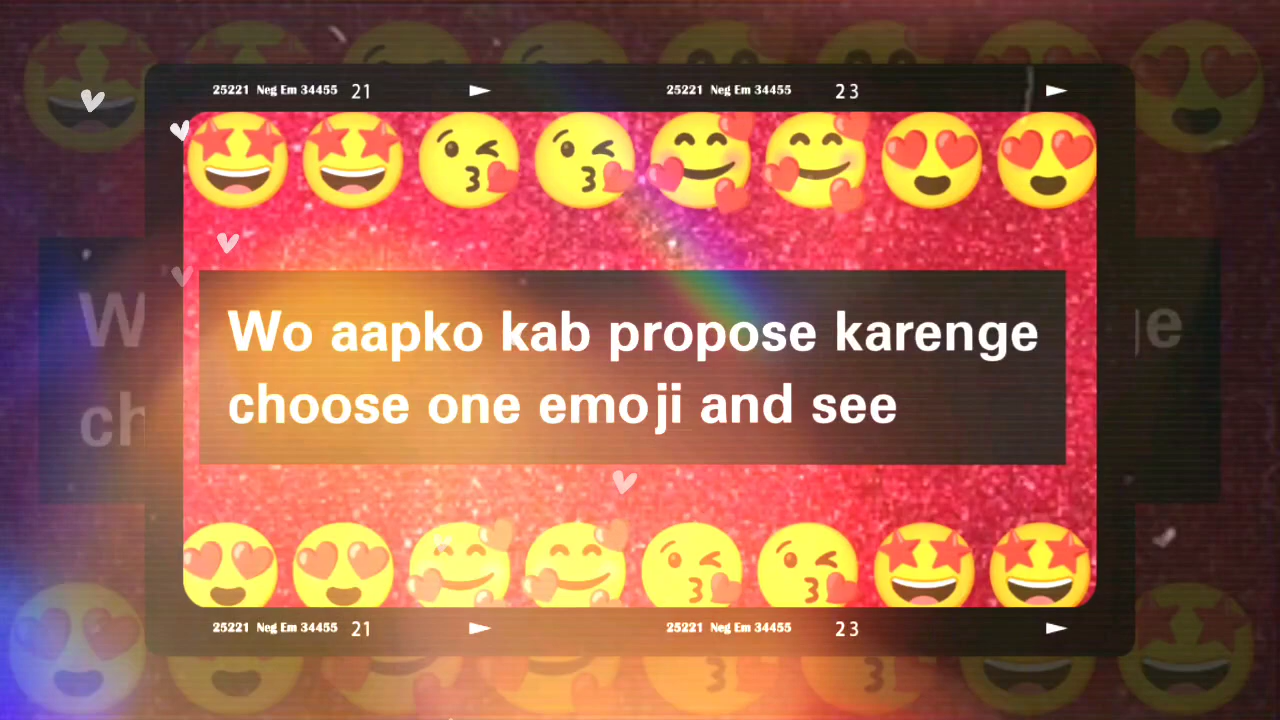 25221 Neg Em 34455 21 25221 Neg Em 34455 23
Wo aapko kab propose karenge
choose one emoji and see
25221 Neg Em 34455 21 25221 Neg Em 34455 23